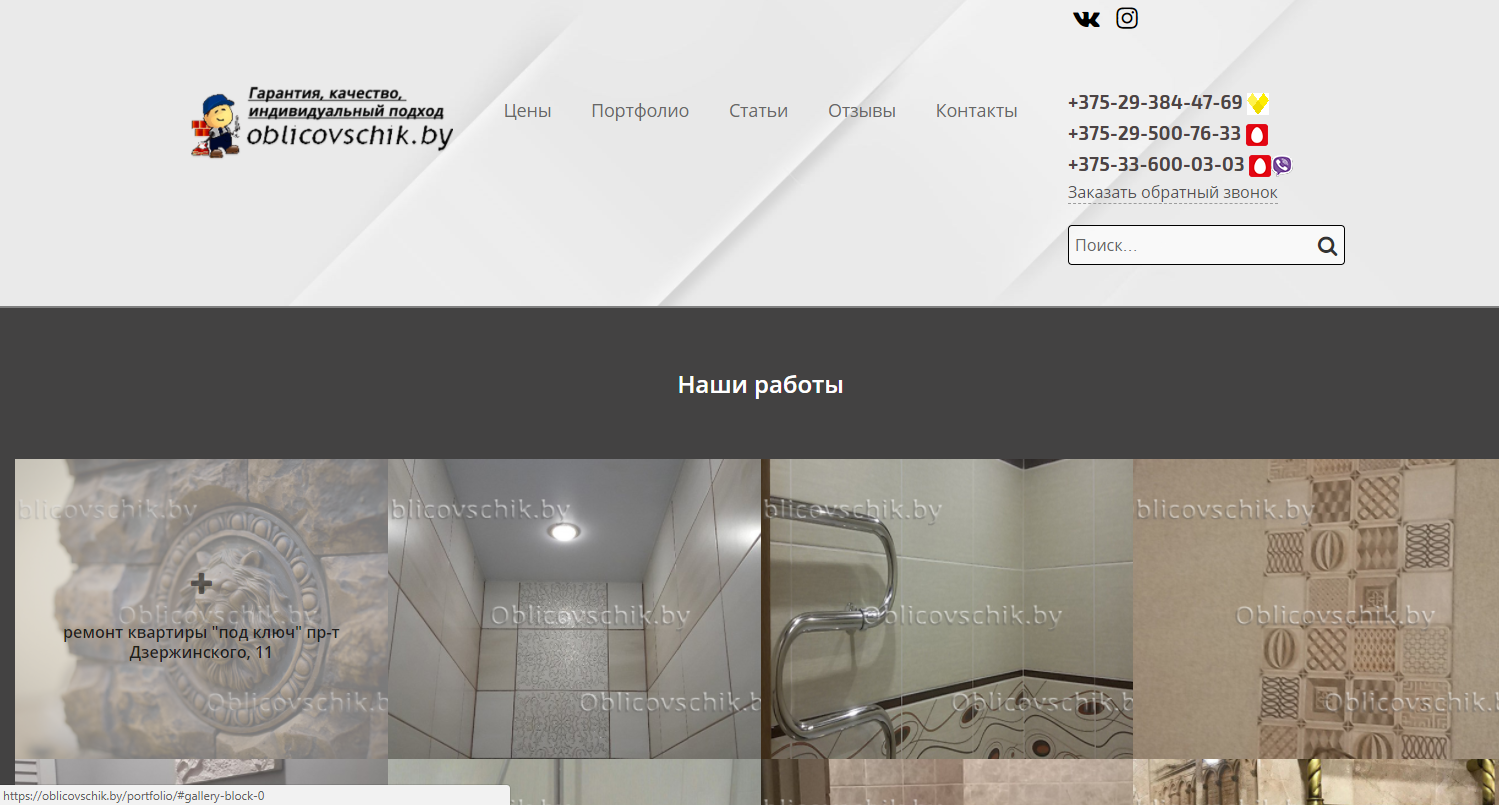 Гарантия, качество,
индивидуальный подход
oblicovschik.by
Цены
Портфолио
Статьи
Отзывы
Контакты
+375-29-384-47-69
+375-29-500-76-33
+375-33-600-03-03
Заказать обратный звонок
Поиск...
Наши работы
blicovschik.by
blicovschik.by
blicovschik.by
blicovschik.by
Oblicovschik.by
Oblicovschik.by
Oblicovschik.by
Oblicovschik.by
ремонт квартиры "под ключ" пр-т
Дзержинского, 11
Oblicovschik.b
Oblicovschik.b
Oblicovschik.b
Oblicovschik.b
https://oblicovschik.by/portfolio/#gallery-block-0